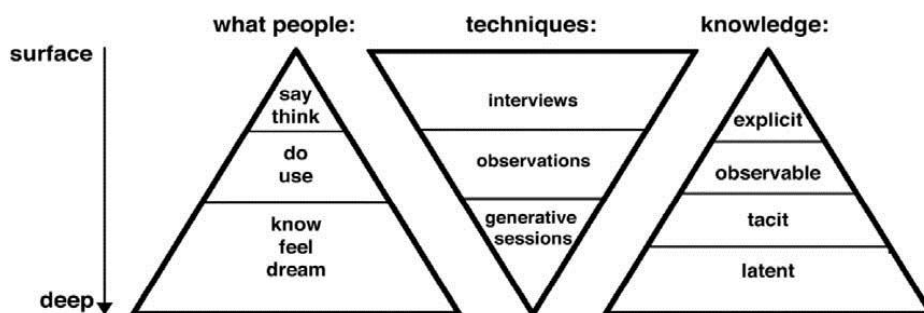 what people:
techniques:
knowledge:
surface
say
think
do
use
know
feel
dream
deep
interviews
observations
generative
sessions
explicit
observable
tacit
latent